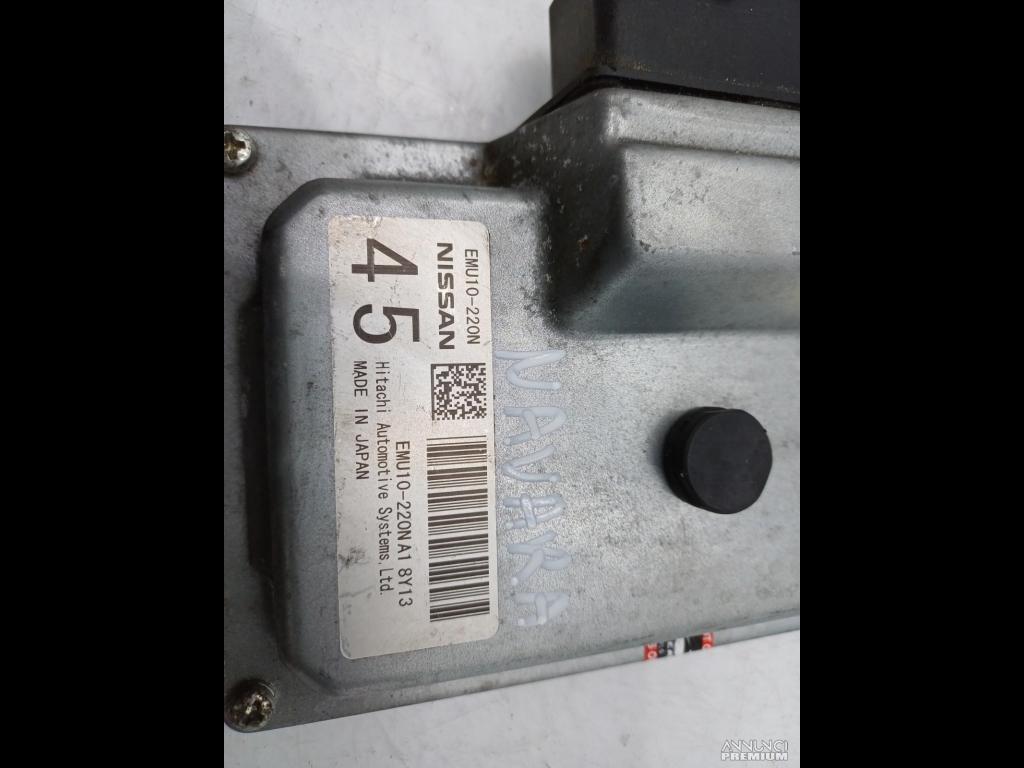 EMU10-220N
NISSAN
45
EMU10-220NA1 8Y13
Hitachi Automotive Systems, Ltd.
MADE IN JAPAN
NAVARA
ANNUNCI
PREMIUM